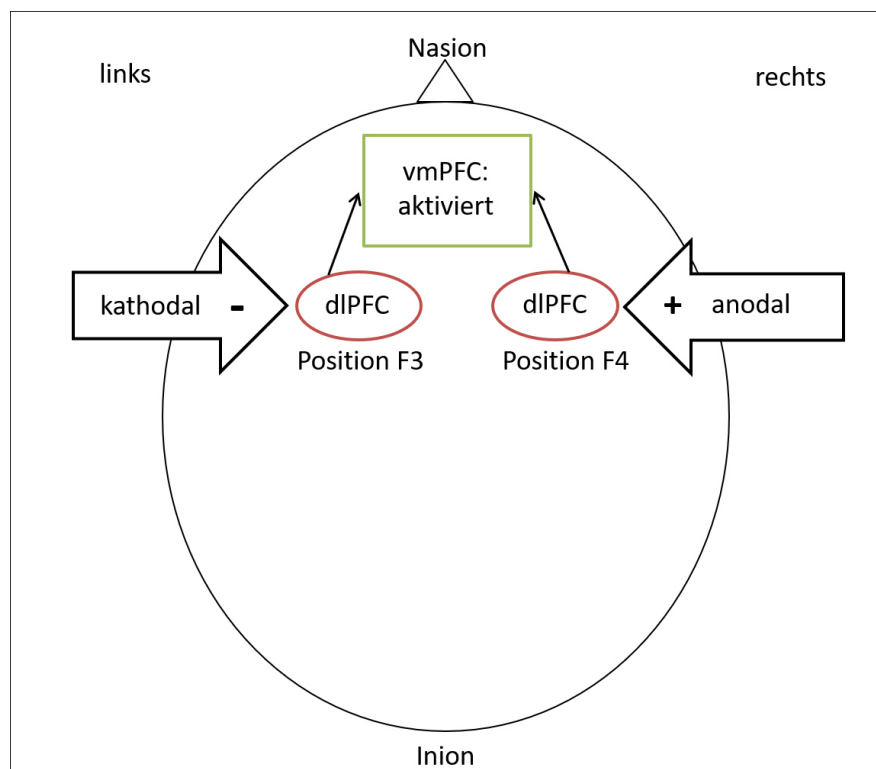 Nasion
links
rechts
vmPFC:
aktiviert
kathodal -
dlPFC
dlPFC
+ anodal
Position F3
Position F4
Inion